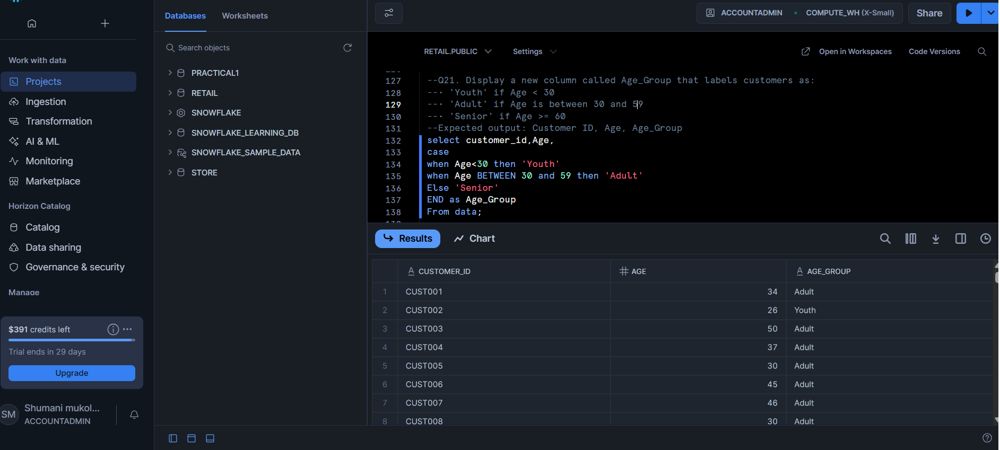 Work with data
Projects
Ingestion
Transformation
AI & ML
Monitoring
Marketplace
Horizon Catalog
Catalog
Data sharing
Governance & security
Manage
$391 credits left
Trial ends in 29 days
Upgrade
SM
Shumani mukol...
ACCOUNTADMIN
Databases
Worksheets
Search objects
PRACTICAL1
RETAIL
SNOWFLAKE
SNOWFLAKE_LEARNING_DB
SNOWFLAKE_SAMPLE_DATA
STORE
ACCOUNTADMIN • COMPUTE_WH (X-Small)
Share
RETAIL.PUBLIC
Settings
Open in Workspaces
Code Versions
127 --Q21. Display a new column called Age_Group that labels customers as:
128 --· 'Youth' if Age < 30
129 --· 'Adult' if Age is between 30 and 59
130 --· 'Senior' if Age >= 60
131 --Expected output: Customer ID, Age, Age_Group
132 select customer_id,Age,
133 case
134 when Age<30 then 'Youth'
135 when Age BETWEEN 30 and 59 then 'Adult'
136 Else 'Senior'
137 END as Age_Group
138 From data;
Results
Chart
CUSTOMER_ID AGE AGE_GROUP
1 CUST001 34 Adult
2 CUST002 26 Youth
3 CUST003 50 Adult
4 CUST004 37 Adult
5 CUST005 30 Adult
6 CUST006 45 Adult
7 CUST007 46 Adult
8 CUST008 30 Adult